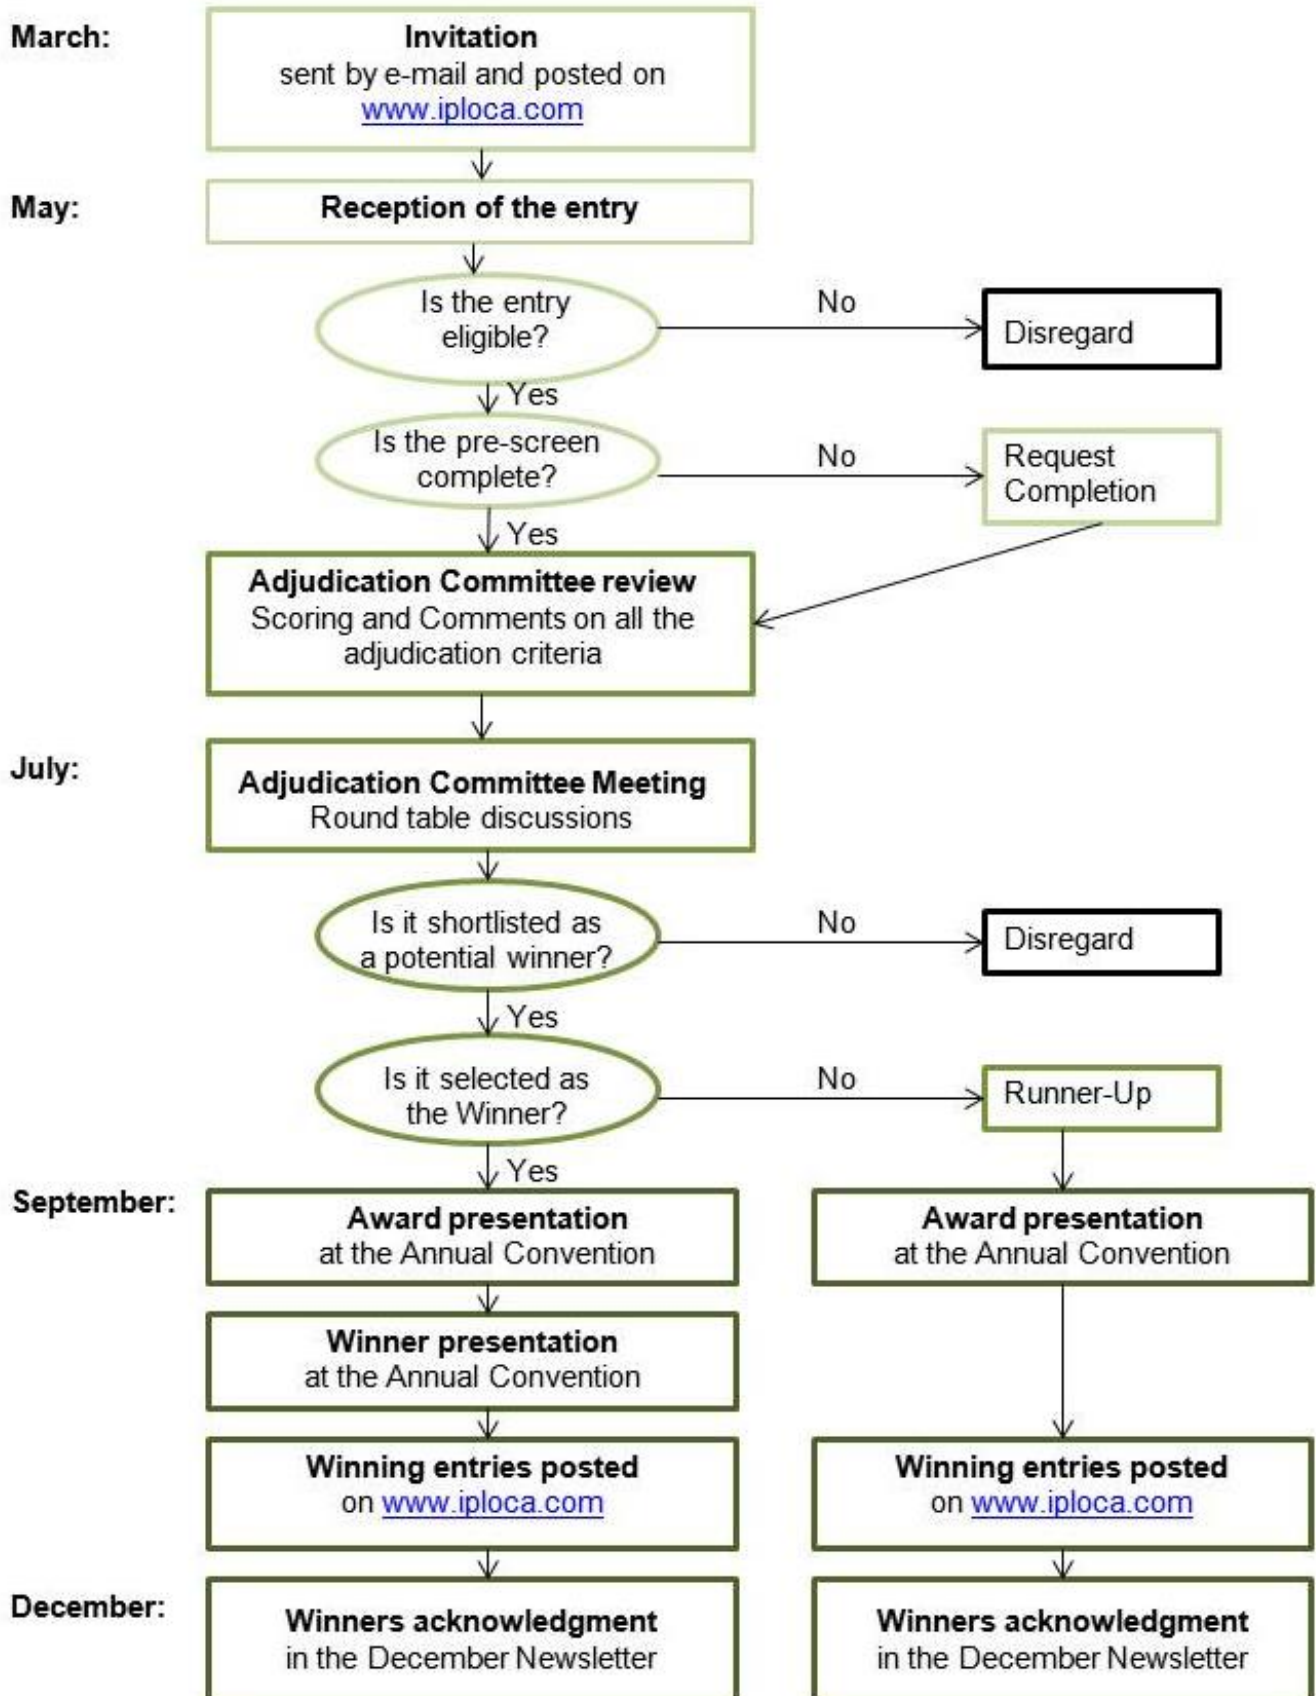 March:
Invitation
sent by e-mail and posted on
www.iploca.com
May:
Reception of the entry
Is the entry
eligible?
No
Disregard
Yes
Is the pre-screen
complete?
No
Request
Completion
Yes
Adjudication Committee review
Scoring and Comments on all the
adjudication criteria
July:
Adjudication Committee Meeting
Round table discussions
Is it shortlisted as
a potential winner?
No
Disregard
Yes
Is it selected as
the Winner?
No
Runner-Up
Yes
September:
Award presentation
at the Annual Convention
Award presentation
at the Annual Convention
Winner presentation
at the Annual Convention
Winning entries posted
on www.iploca.com
Winning entries posted
on www.iploca.com
December:
Winners acknowledgment
in the December Newsletter
Winners acknowledgment
in the December Newsletter